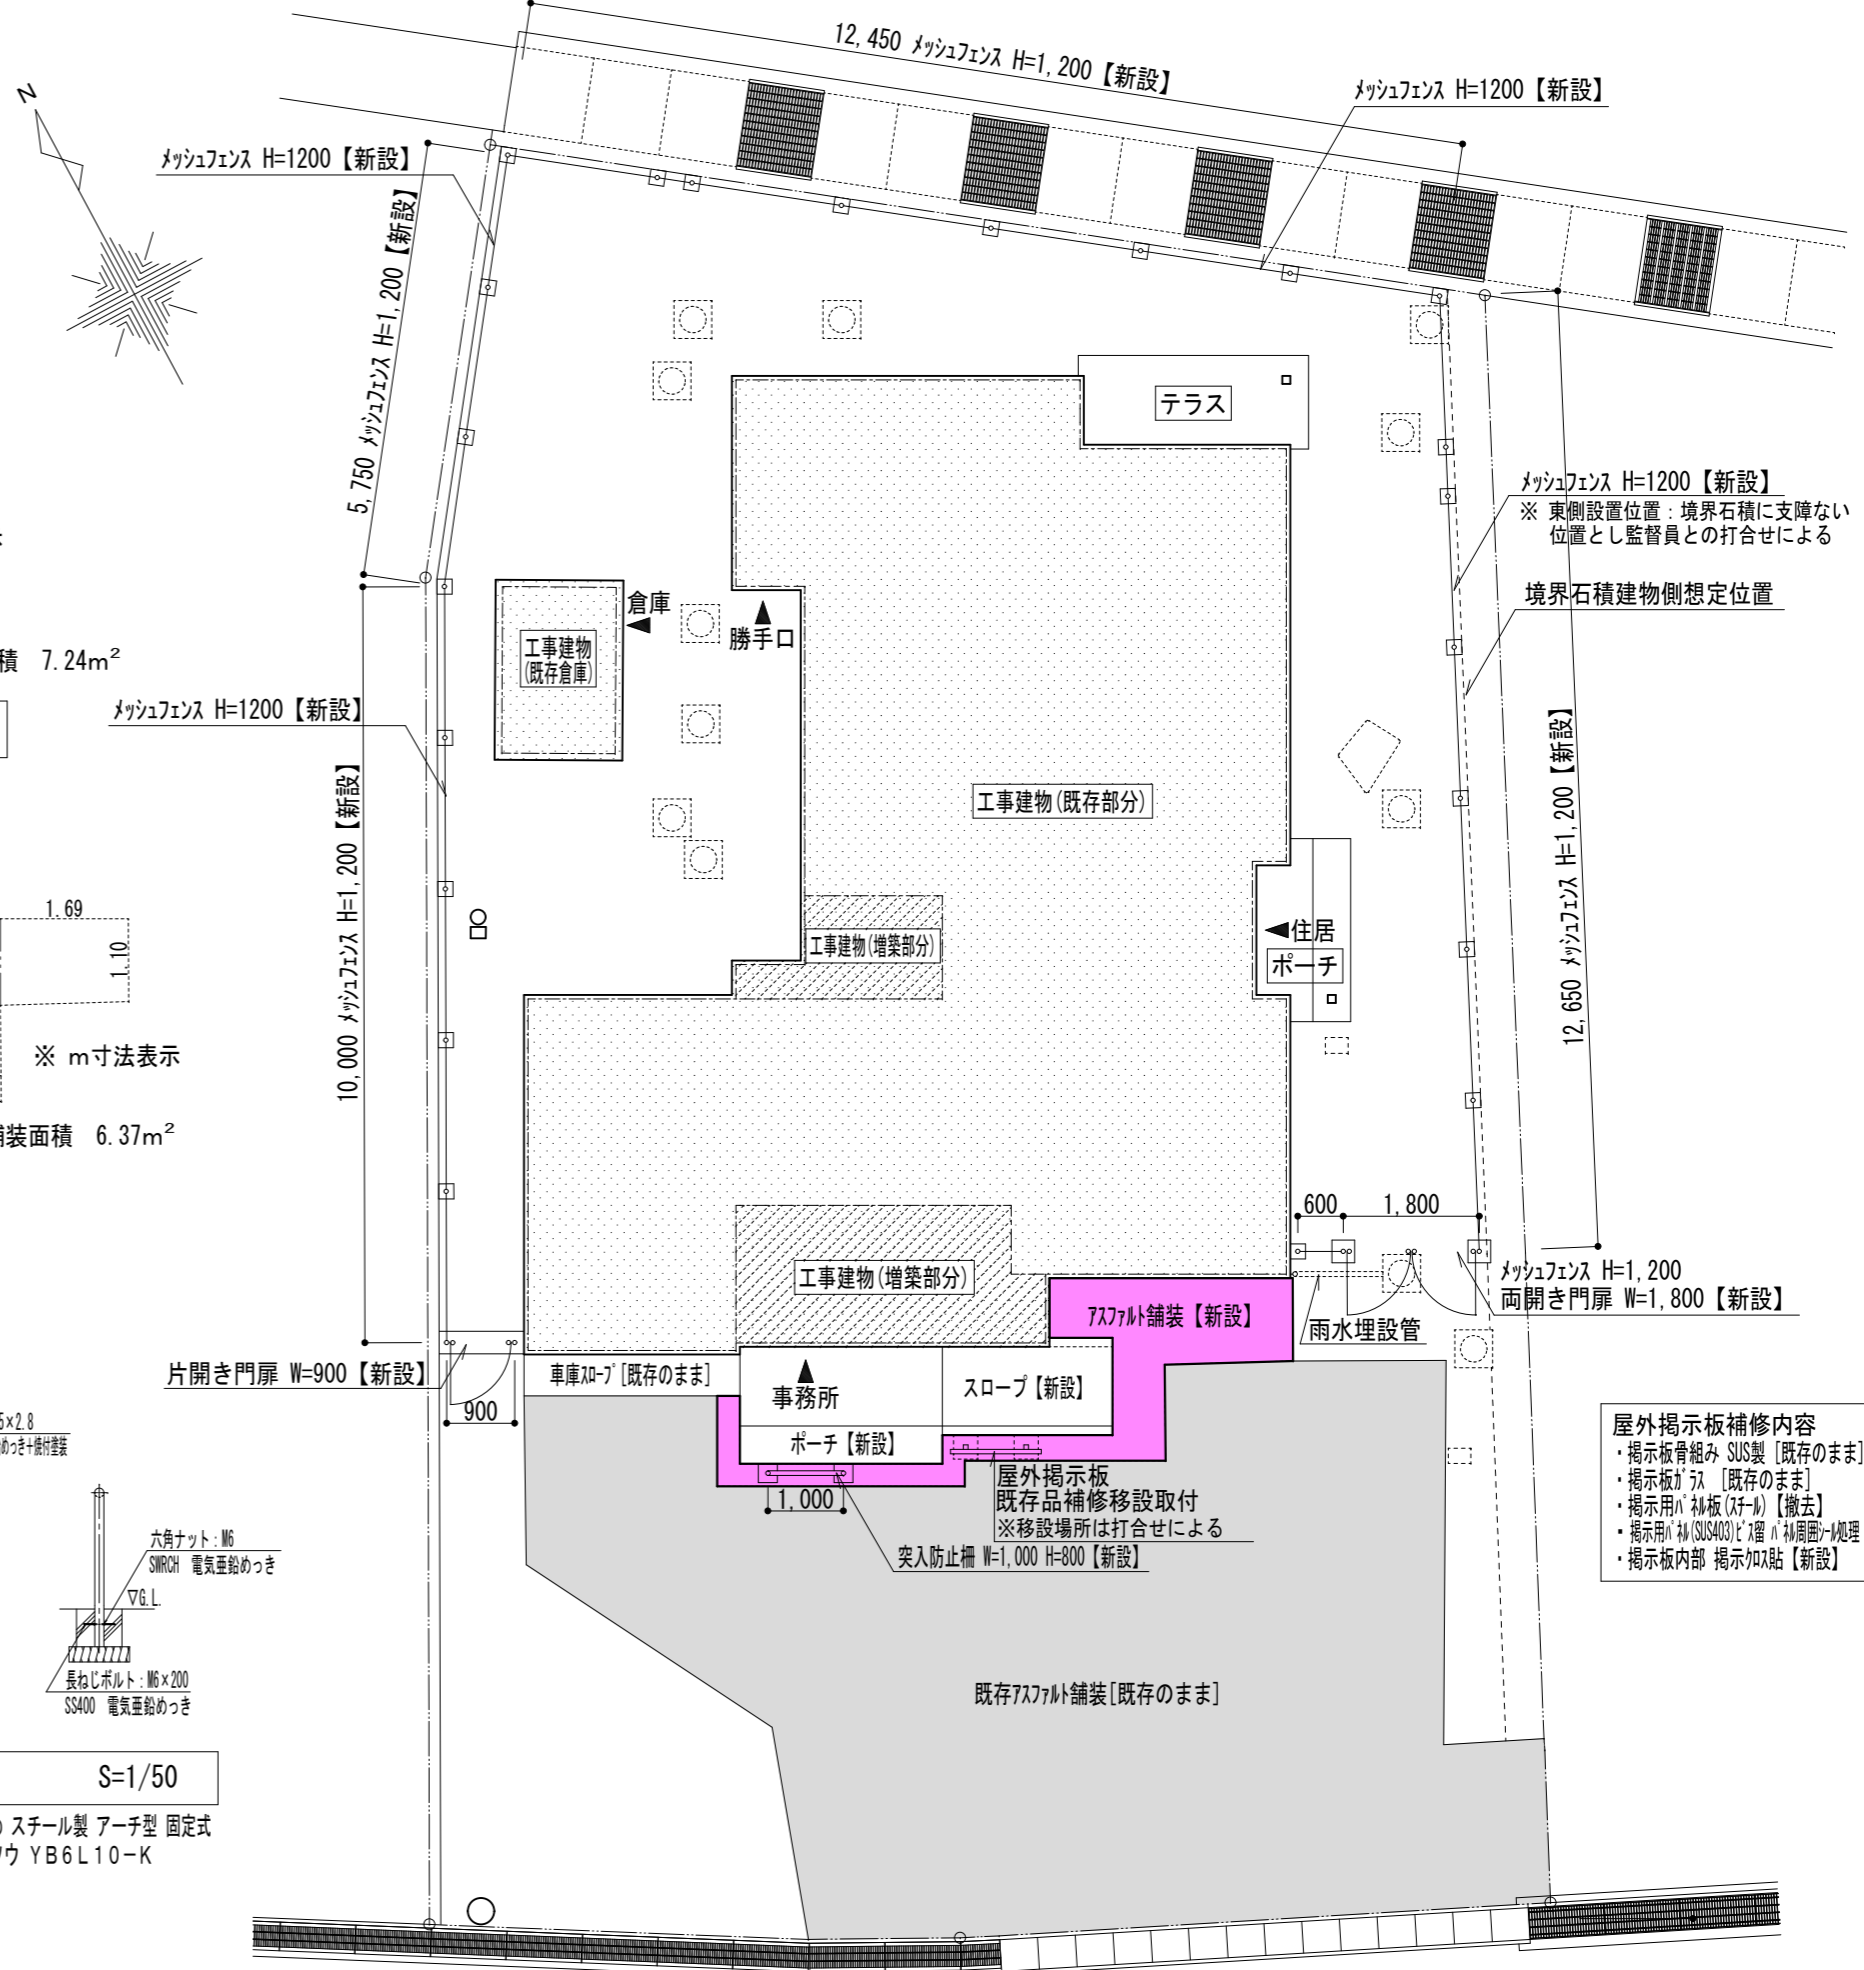 12,450 メッシュフェンス H=1,200【新設】
メッシュフェンス H=1200【新設】
N
メッシュフェンス H=1200【新設】
5,750 メッシュフェンス H=1,200【新設】
テラス
メッシュフェンス H=1200【新設】
※ 東側設置位置：境界石積に支障ない
位置とし監督員との打合せによる
境界石積建物側想定位置
倉庫
工事建物
(既存倉庫)
勝手口
積 7.24m²
メッシュフェンス H=1200【新設】
10,000 メッシュフェンス H=1,200【新設】
12,650 メッシュフェンス H=1,200【新設】
工事建物(既存部分)
1.69
1.10
工事建物(増築部分)
住居
ポーチ
※ m寸法表示
装面積 6.37m²
600
1,800
工事建物(増築部分)
メッシュフェンス H=1,200
両開き門扉 W=1,800【新設】
アスファルト舗装【新設】
雨水埋設管
片開き門扉 W=900【新設】
車庫スロープ[既存のまま]
事務所
スロープ【新設】
900
ポーチ【新設】
5×2.8
めっき+焼付塗装
屋外掲示板
既存品補修移設取付
※移設場所は打合せによる
1,000
突入防止柵 W=1,000 H=800【新設】
屋外掲示板補修内容
・掲示板骨組み SUS製［既存のまま］
・掲示板ガラス ［既存のまま］
・掲示用パネル板(スチール)【撤去】
・掲示用パネル(SUS403)ビス留 パネル周囲シール処理
・掲示板内部 掲示クロス貼【新設】
六角ナット：M6
SWRCH 電気亜鉛めっき
▽G.L.
長ねじボルト：M6×200
SS400 電気亜鉛めっき
既存アスファルト舗装[既存のまま]
S=1/50
スチール製 アーチ型 固定式
ウ YB6L10-K